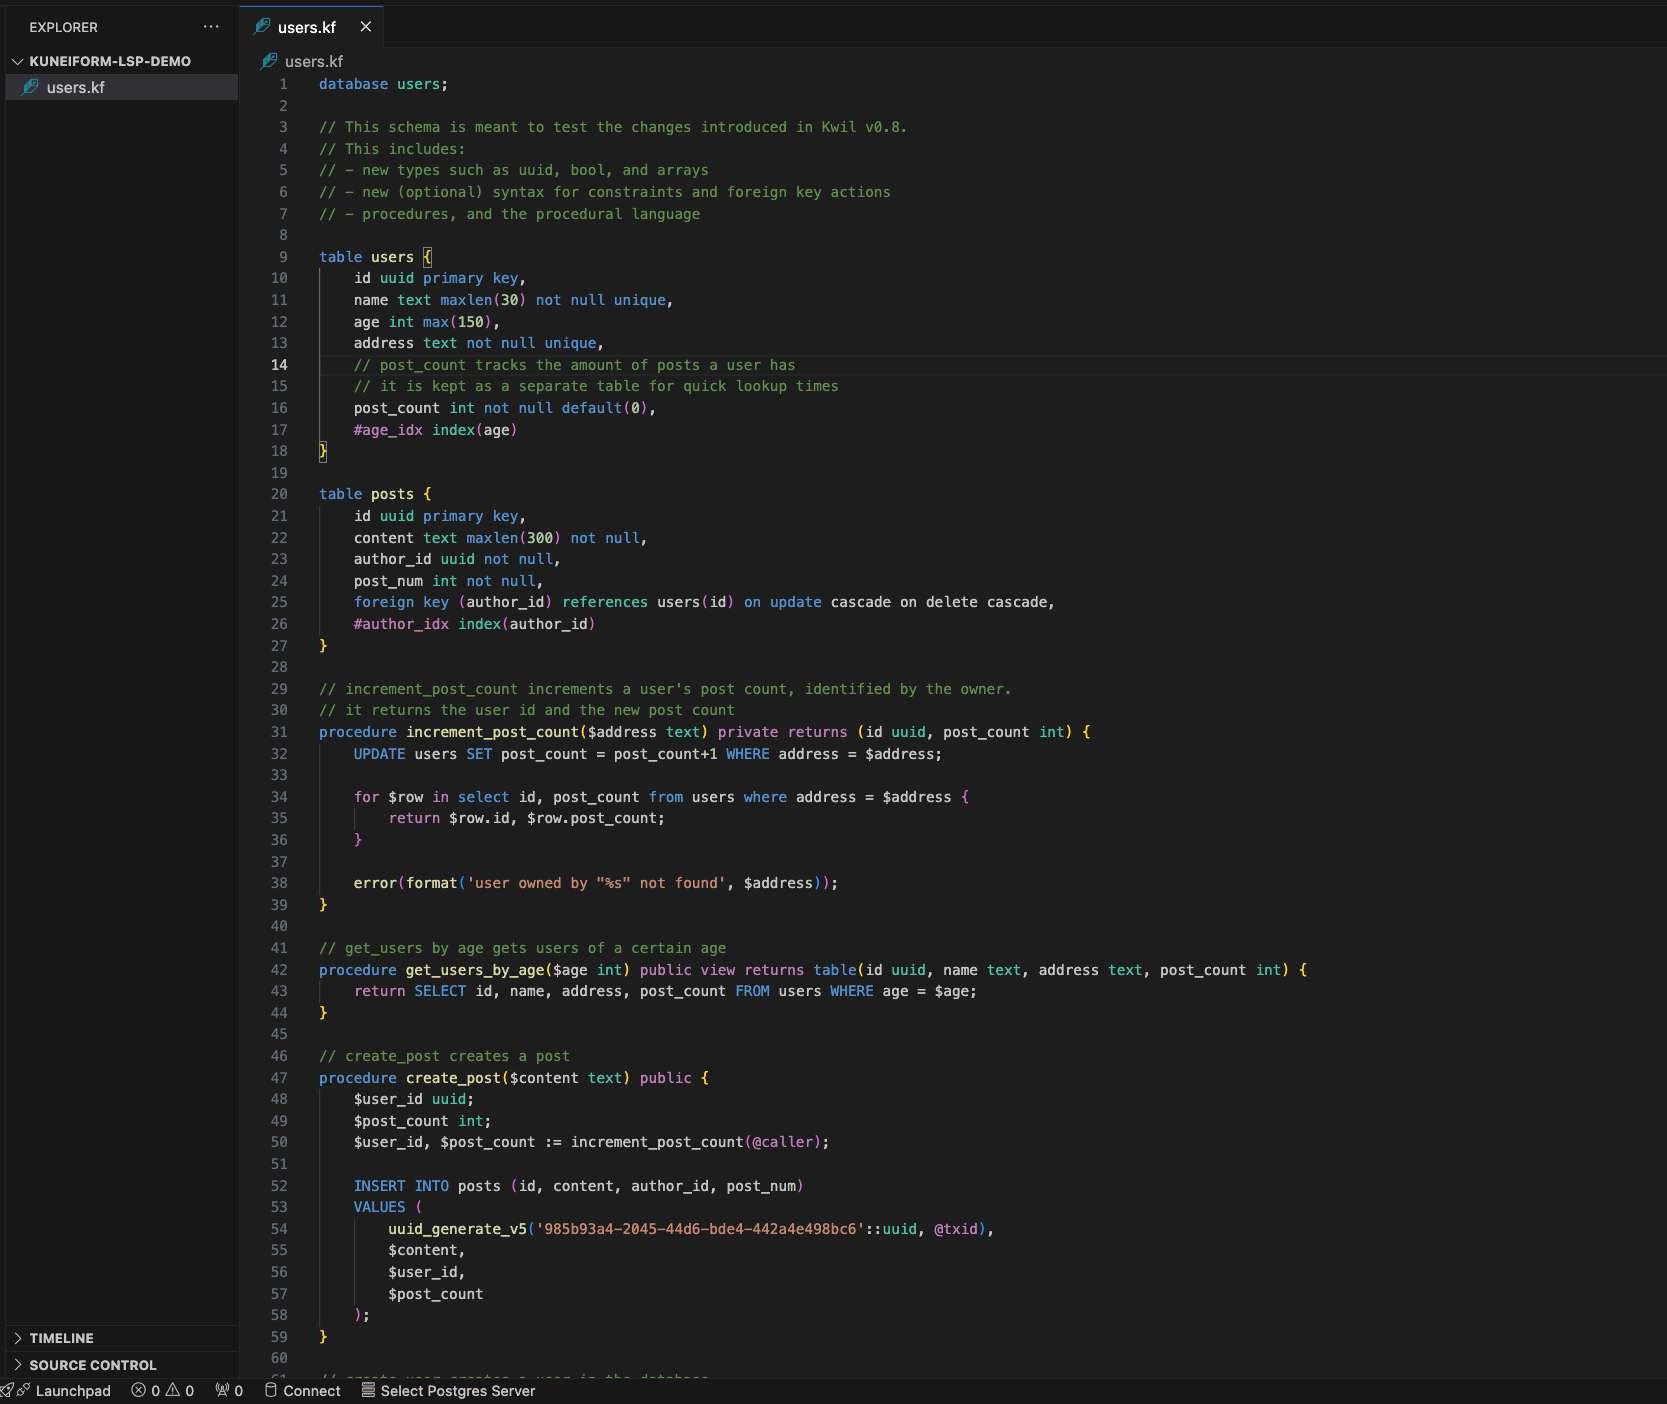 EXPLORER ···
KUNEIFORM-LSP-DEMO
users.kf
users.kf
users.kf
1 database users;
2
3 // This schema is meant to test the changes introduced in Kwil v0.8.
4 // This includes:
5 // - new types such as uuid, bool, and arrays
6 // - new (optional) syntax for constraints and foreign key actions
7 // - procedures, and the procedural language
8
9 table users {
10     id uuid primary key,
11     name text maxlen(30) not null unique,
12     age int max(150),
13     address text not null unique,
14     // post_count tracks the amount of posts a user has
15     // it is kept as a separate table for quick lookup times
16     post_count int not null default(0),
17     #age_idx index(age)
18 }
19
20 table posts {
21     id uuid primary key,
22     content text maxlen(300) not null,
23     author_id uuid not null,
24     post_num int not null,
25     foreign key (author_id) references users(id) on update cascade on delete cascade,
26     #author_idx index(author_id)
27 }
28
29 // increment_post_count increments a user's post count, identified by the owner.
30 // it returns the user id and the new post count
31 procedure increment_post_count($address text) private returns (id uuid, post_count int) {
32     UPDATE users SET post_count = post_count+1 WHERE address = $address;
33
34     for $row in select id, post_count from users where address = $address {
35         return $row.id, $row.post_count;
36     }
37
38     error(format('user owned by "%s" not found', $address));
39 }
40
41 // get_users by age gets users of a certain age
42 procedure get_users_by_age($age int) public view returns table(id uuid, name text, address text, post_count int) {
43     return SELECT id, name, address, post_count FROM users WHERE age = $age;
44 }
45
46 // create_post creates a post
47 procedure create_post($content text) public {
48     $user_id uuid;
49     $post_count int;
50     $user_id, $post_count := increment_post_count(@caller);
51
52     INSERT INTO posts (id, content, author_id, post_num)
53     VALUES (
54         uuid_generate_v5('985b93a4-2045-44d6-bde4-442a4e498bc6'::uuid, @txid),
55         $content,
56         $user_id,
57         $post_count
58     );
59 }
60
61 // create_user creates a user in the database
TIMELINE
SOURCE CONTROL
Launchpad 0 0 0 Connect Select Postgres Server